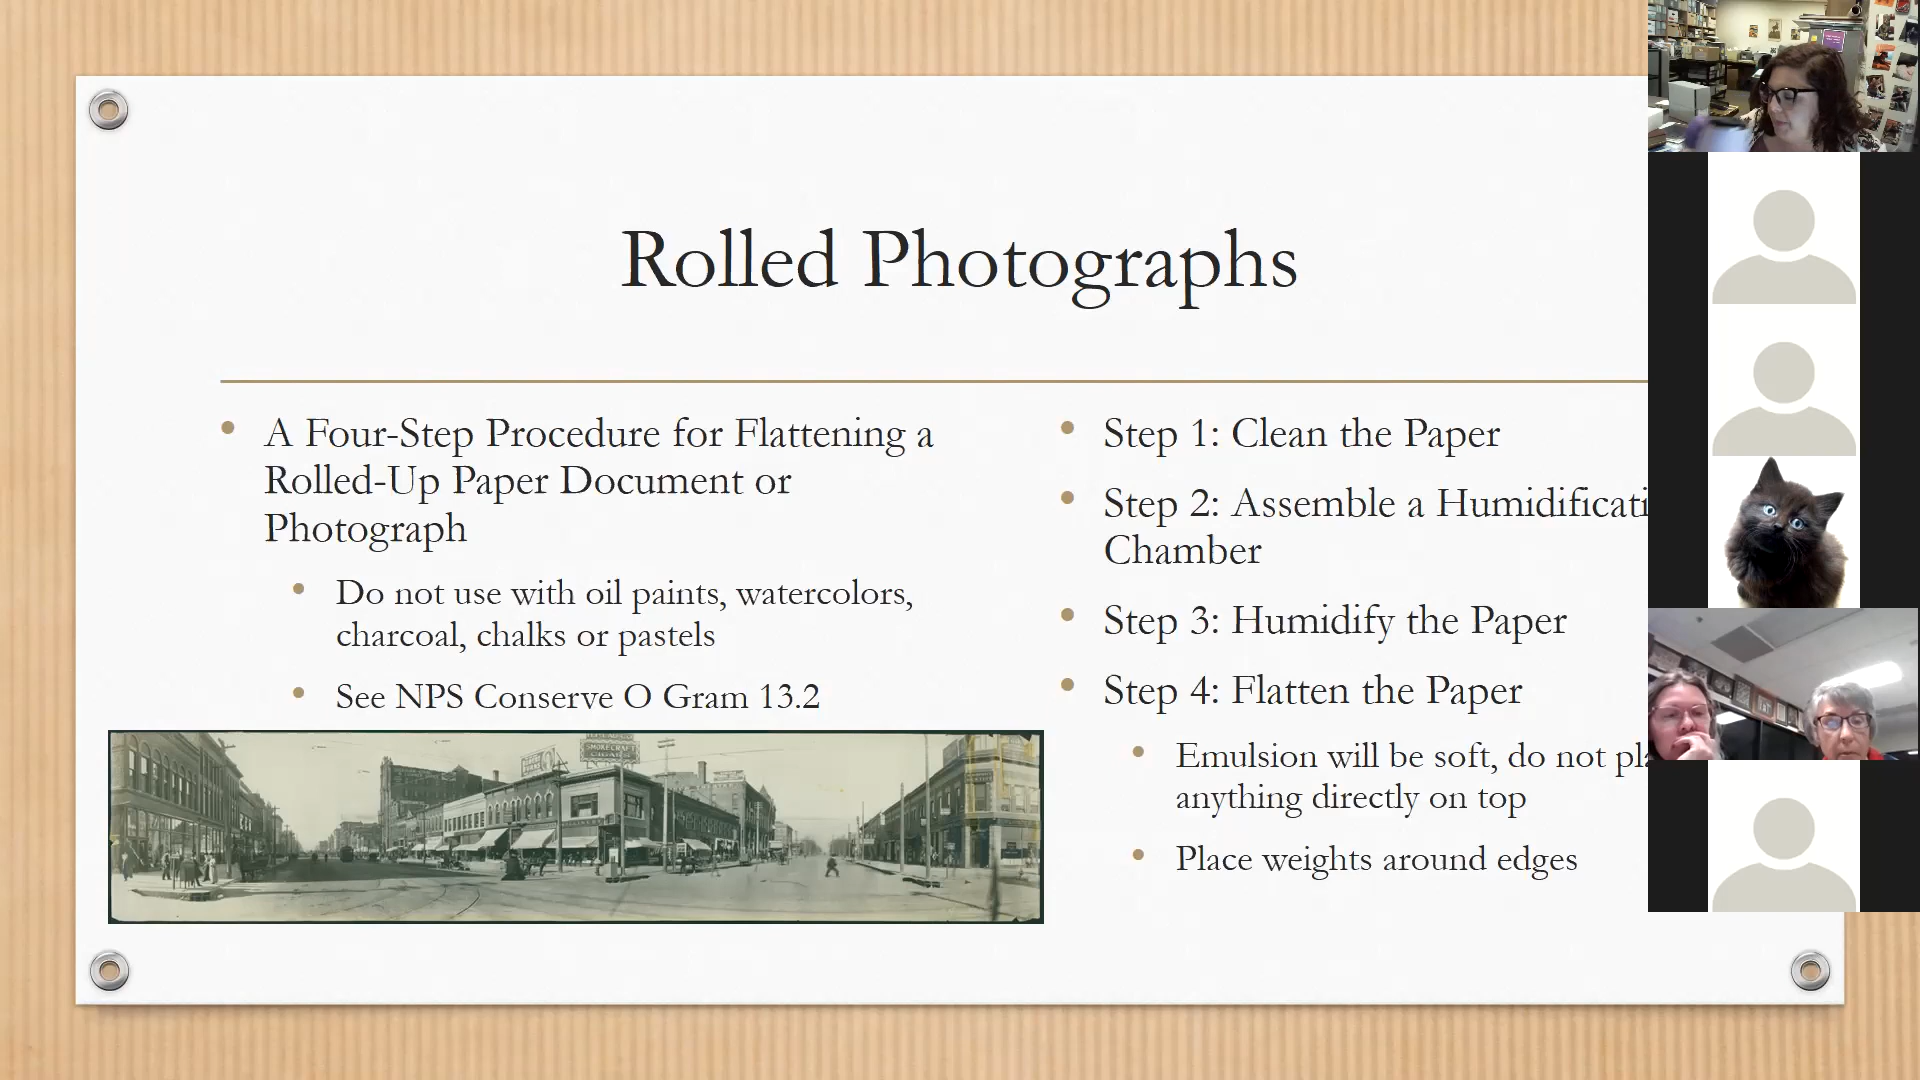 Rolled Photographs
A Four-Step Procedure for Flattening a
Rolled-Up Paper Document or
Photograph
Do not use with oil paints, watercolors,
charcoal, chalks or pastels
See NPS Conserve O Gram 13.2
SMOKECRAFT
CIGARS
Step 1: Clean the Paper
Step 2: Assemble a Humidificati
Chamber
Step 3: Humidify the Paper
Step 4: Flatten the Paper
Emulsion will be soft, do not pla
anything directly on top
Place weights around edges